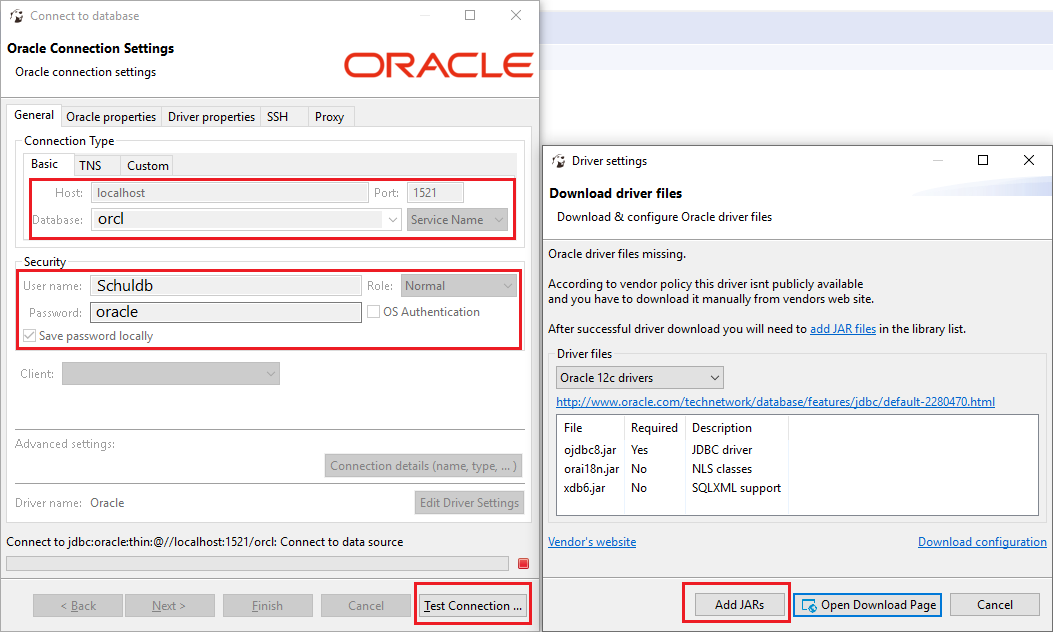 Connect to database
Oracle Connection Settings
Oracle connection settings
ORACLE
General Oracle properties Driver properties SSH Proxy
Connection Type
Basic TNS Custom
Host: localhost Port: 1521
Database: orcl Service Name
Security
User name: Schuldb Role: Normal
Password: oracle OS Authentication
Save password locally
Client:
Advanced settings:
Connection details (name, type, ... )
Driver name: Oracle Edit Driver Settings
Connect to jdbc:oracle:thin:@//localhost:1521/orcl: Connect to data source
< Back Next > Finish Cancel Test Connection ...
Driver settings
Download driver files
Download & configure Oracle driver files
Oracle driver files missing.
According to vendor policy this driver isnt publicly available
and you have to download it manually from vendors web site.
After successful driver download you will need to add JAR files in the library list.
Driver files
Oracle 12c drivers
http://www.oracle.com/technetwork/database/features/jdbc/default-2280470.html
File Required Description
ojdbc8.jar Yes JDBC driver
orai18n.jar No NLS classes
xdb6.jar No SQLXML support
Vendor's website Download configuration
Add JARs Open Download Page Cancel